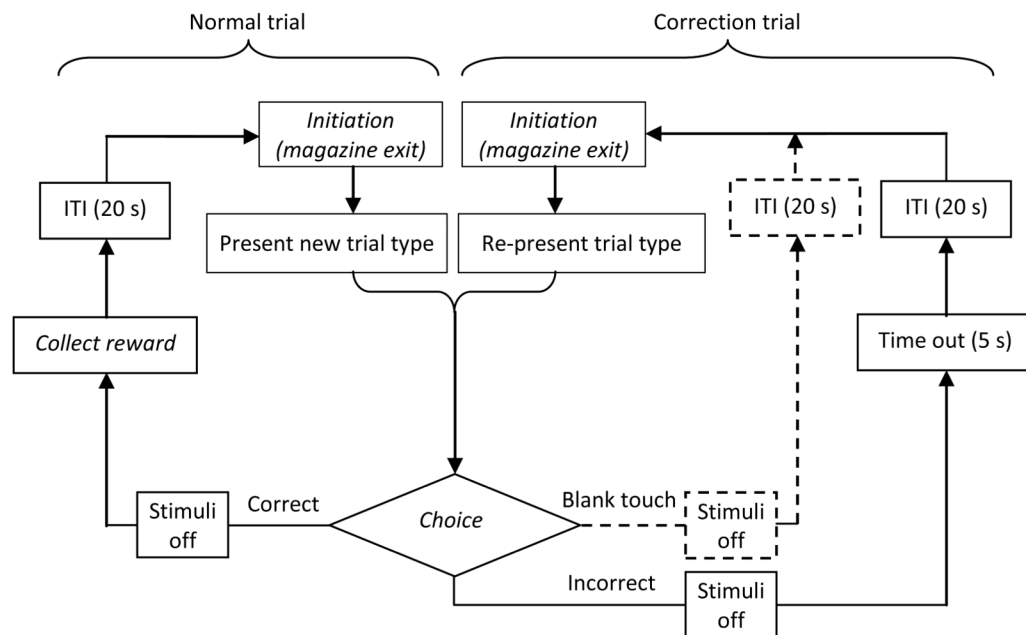 Normal trial
Correction trial
Initiation
(magazine exit)
Initiation
(magazine exit)
ITI (20 s)
ITI (20 s)
ITI (20 s)
Present new trial type
Re-present trial type
Collect reward
Time out (5 s)
Correct
Stimuli
off
Choice
Blank touch
Stimuli
off
Incorrect
Stimuli
off